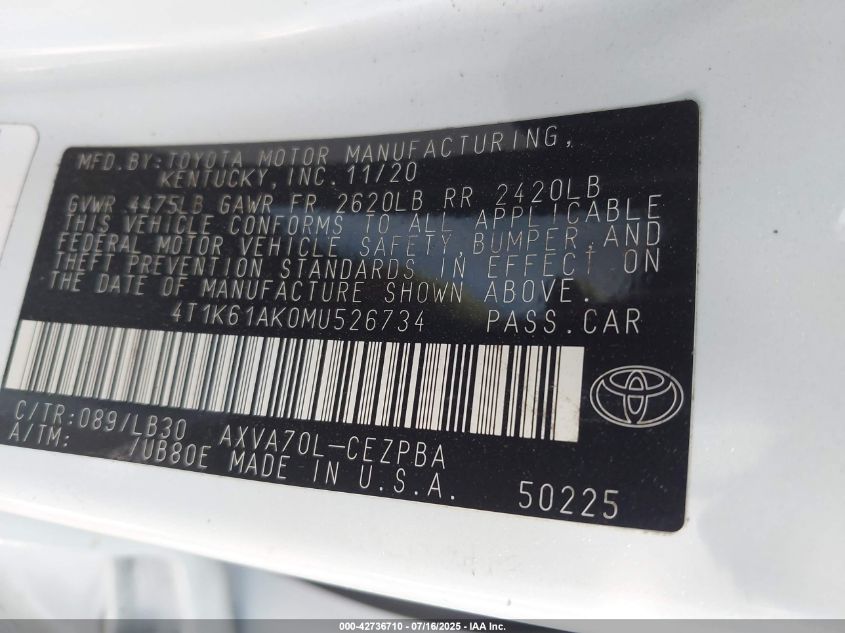 MFD.BY:TOYOTA MOTOR MANUFACTURING,
KENTUCKY, INC. 11/20
GVWR 4475LB GAWR FR 2620LB RR 2420LB
THIS VEHICLE CONFORMS TO ALL APPLICABLE
FEDERAL MOTOR VEHICLE SAFETY, BUMPER, AND
THEFT PREVENTION STANDARDS IN EFFECT ON
THE DATE OF MANUFACTURE SHOWN ABOVE.
4T1K61AK0MU526734 PASS.CAR
C/TR:089/LB30 AXVA70L-CEZPBA
A/TM: /UB80E MADE IN U.S.A.
50225
000-42736710 - 07/16/2025 - IAA Inc.